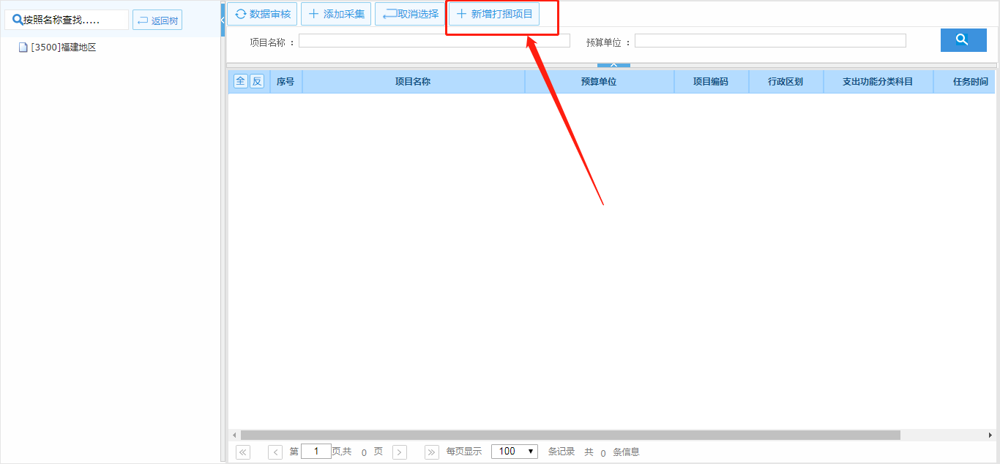 按照名称查找.....
返回树
[3500]福建地区
数据审核
添加采集
取消选择
新增打捆项目
项目名称 :
预算单位 :
全 反 序号 项目名称 预算单位 项目编码 行政区划 支出功能分类科目 任务时间
第 1 页,共 0 页 每页显示 100 条记录 共 0 条信息